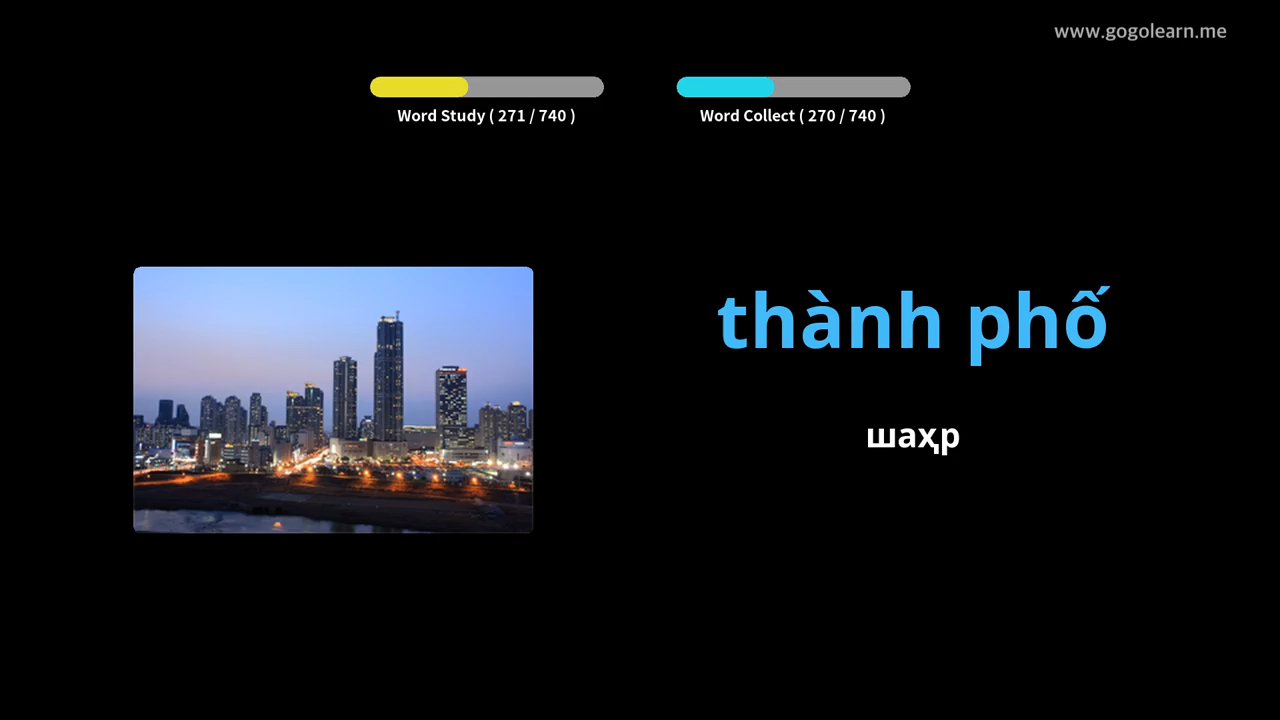 www.gogolearn.me
Word Study ( 271 / 740 )
Word Collect ( 270 / 740 )
thành phố
шаҳр